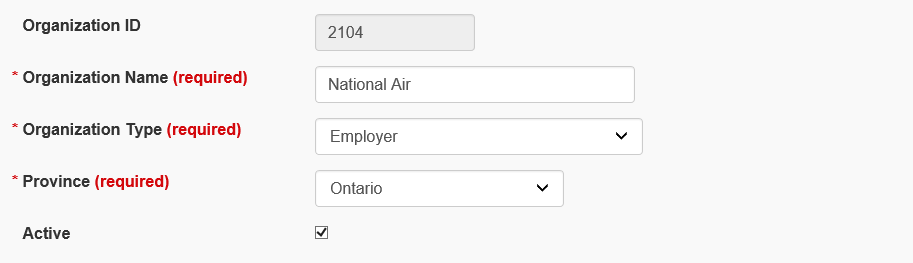 Organization ID 2104
* Organization Name (required) National Air
* Organization Type (required) Employer
* Province (required) Ontario
Active